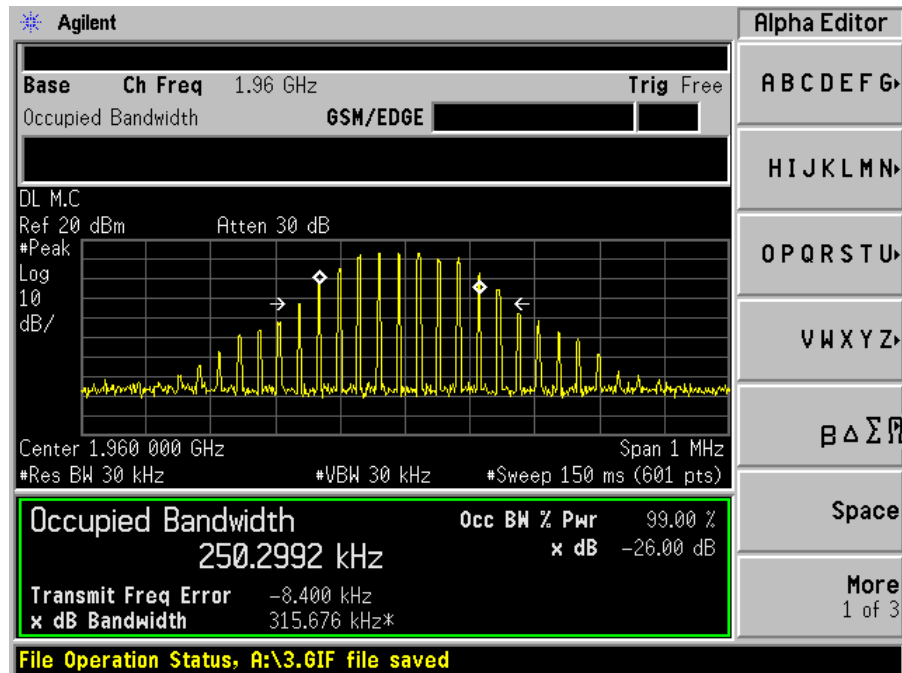 Agilent
Alpha Editor
Base Ch Freq 1.96 GHz Trig Free
Occupied Bandwidth GSM/EDGE
DL M.C
Ref 20 dBm Atten 30 dB
#Peak
Log
10
dB/
Center 1.960 000 GHz Span 1 MHz
#Res BW 30 kHz #VBW 30 kHz #Sweep 150 ms (601 pts)
Occupied Bandwidth
250.2992 kHz
Occ BW % Pwr 99.00 %
x dB -26.00 dB
Transmit Freq Error -8.400 kHz
x dB Bandwidth 315.676 kHz*
File Operation Status, A:\3.GIF file saved
A B C D E F G
H I J K L M N
O P Q R S T U
V W X Y Z
β Δ Σ
Space
More
1 of 3